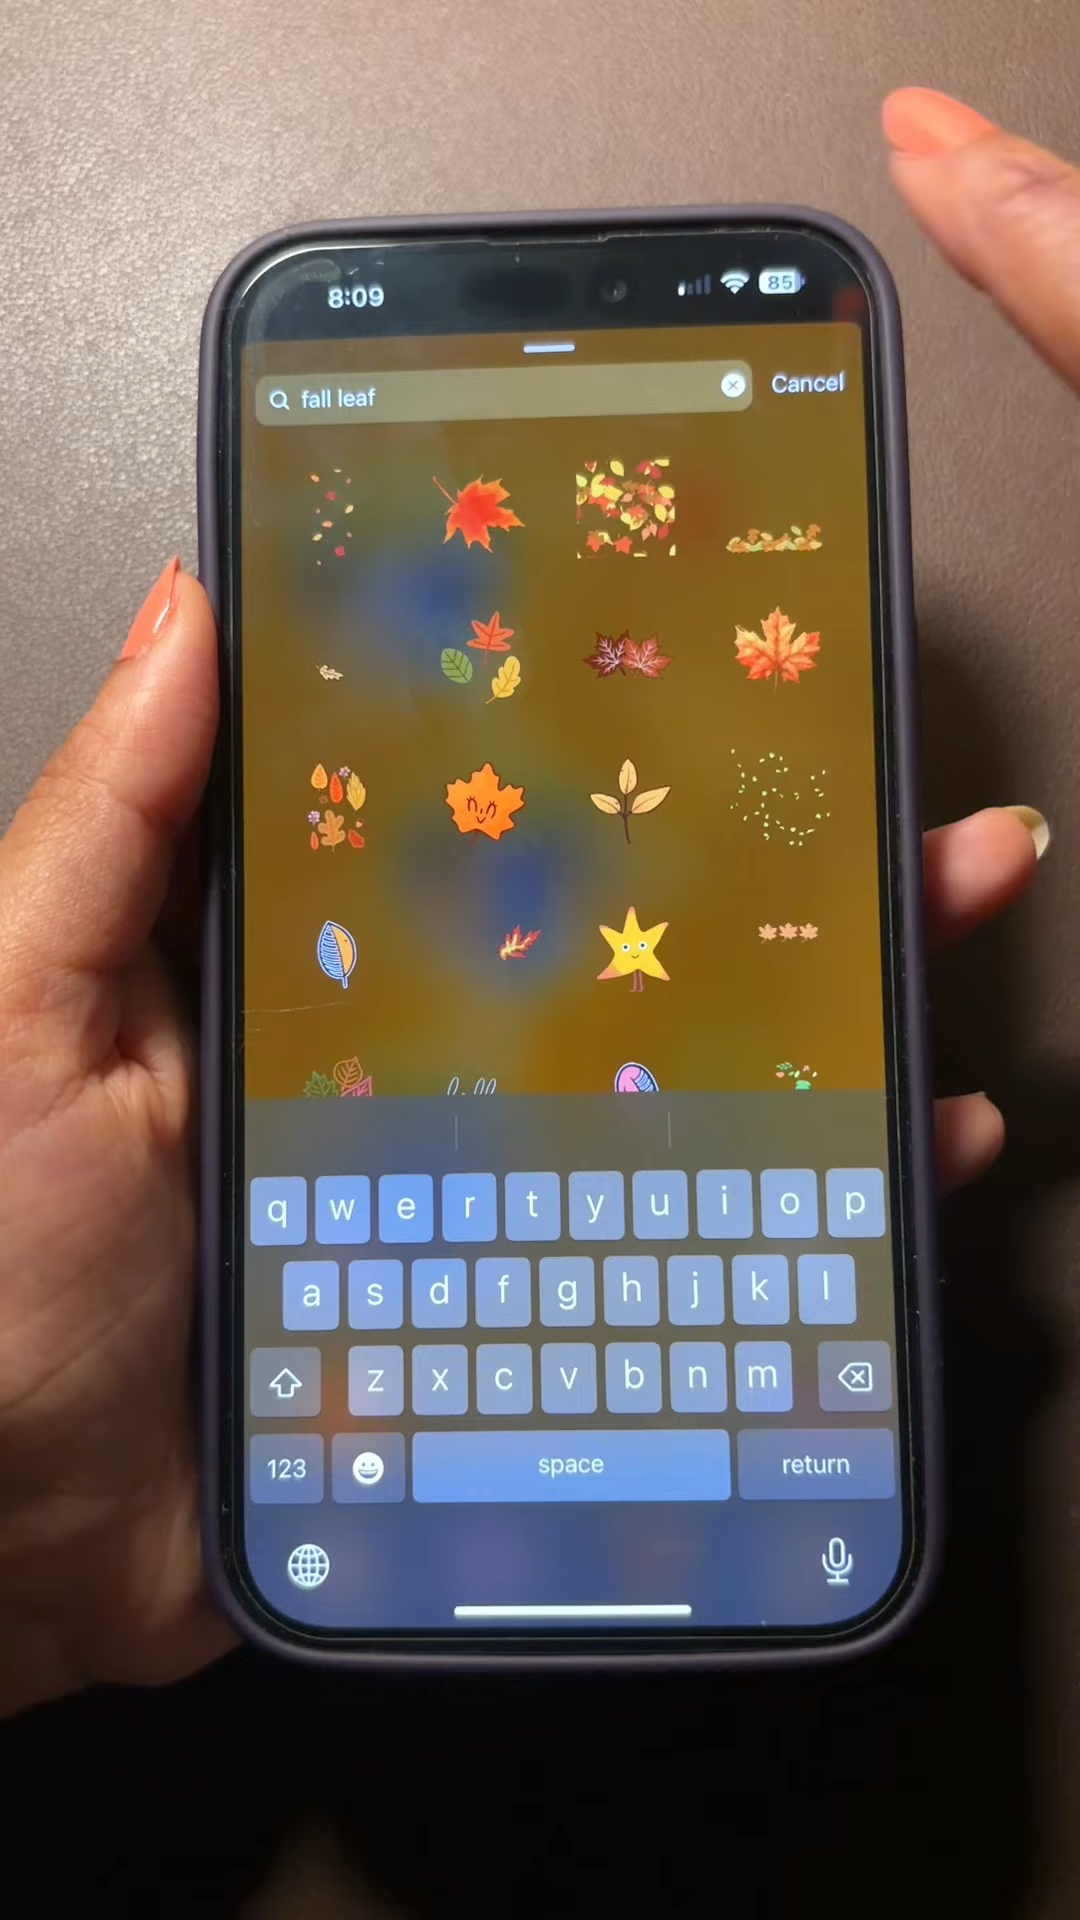 8:09 85
fall leaf Cancel
q w e r t y u i o p
a s d f g h j k l
z x c v b n m
123 space return